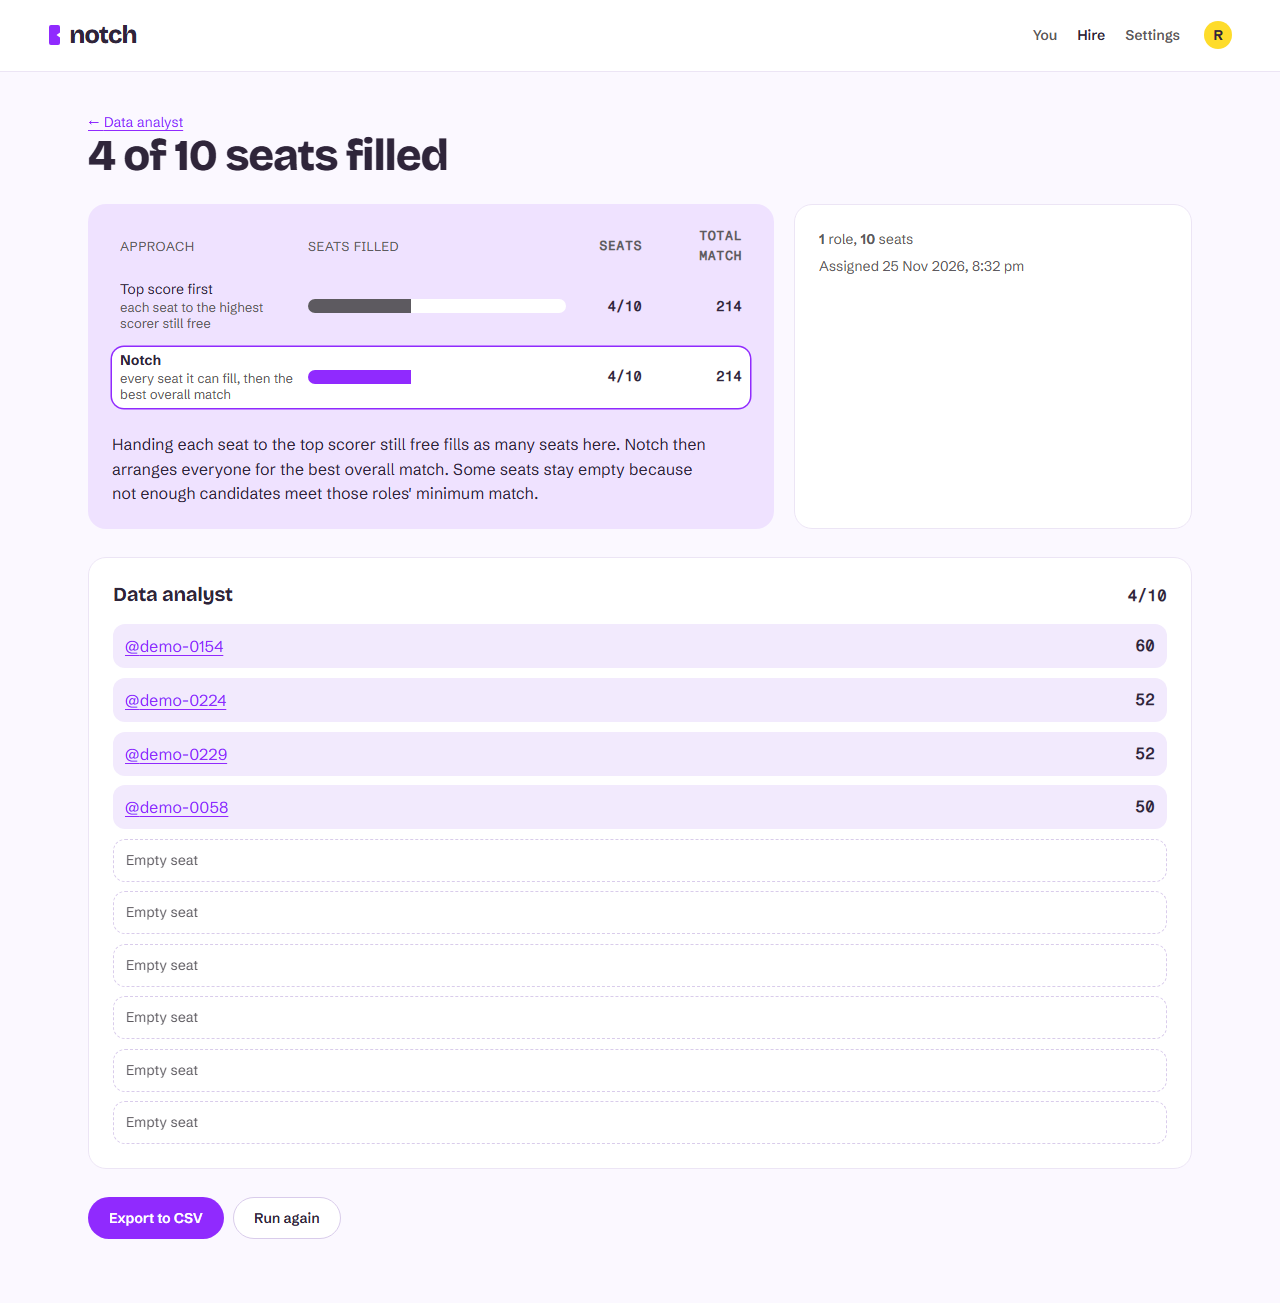 notch
You Hire Settings R
← Data analyst
4 of 10 seats filled
APPROACH SEATS FILLED SEATS TOTAL MATCH
Top score first
each seat to the highest
scorer still free
4/10 214
Notch
every seat it can fill, then the
best overall match
4/10 214
Handing each seat to the top scorer still free fills as many seats here. Notch then
arranges everyone for the best overall match. Some seats stay empty because
not enough candidates meet those roles' minimum match.
1 role, 10 seats
Assigned 25 Nov 2026, 8:32 pm
Data analyst 4/10
@demo-0154 60
@demo-0224 52
@demo-0229 52
@demo-0058 50
Empty seat
Empty seat
Empty seat
Empty seat
Empty seat
Empty seat
Export to CSV Run again